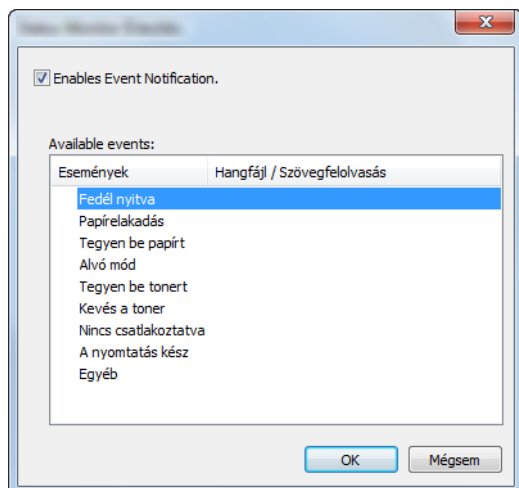 Enables Event Notification.
Available events:
Események Hangfájl / Szövegfelolvasás
Fedél nyitva
Papírelakadás
Tegyen be papírt
Alvó mód
Tegyen be tonert
Kevés a toner
Nincs csatlakoztatva
A nyomtatás kész
Egyéb
OK Mégsem